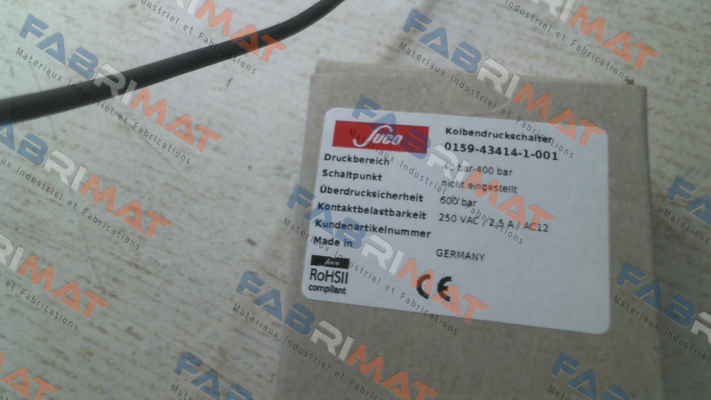 Suco
Kolbendruckschalter
0159-43414-1-001
Druckbereich 40 bar-400 bar
Schaltpunkt nicht eingestellt
Überdrucksicherheit 600 bar
Kontaktbelastbarkeit 250 VAC / 2,5 A / AC12
Kundenartikelnummer
Made in GERMANY
RoHSII
compliant
CE
FABRIMAT
Materiaux Industriel et Fabrications